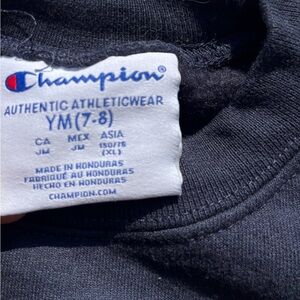 Champion®
AUTHENTIC ATHLETICWEAR
YM(7-8)
CA MEX ASIA
JM JM 150/76
(XL)
MADE IN HONDURAS
FABRIQUÉ AU HONDURAS
HECHO EN HONDURAS
CHAMPION.COM